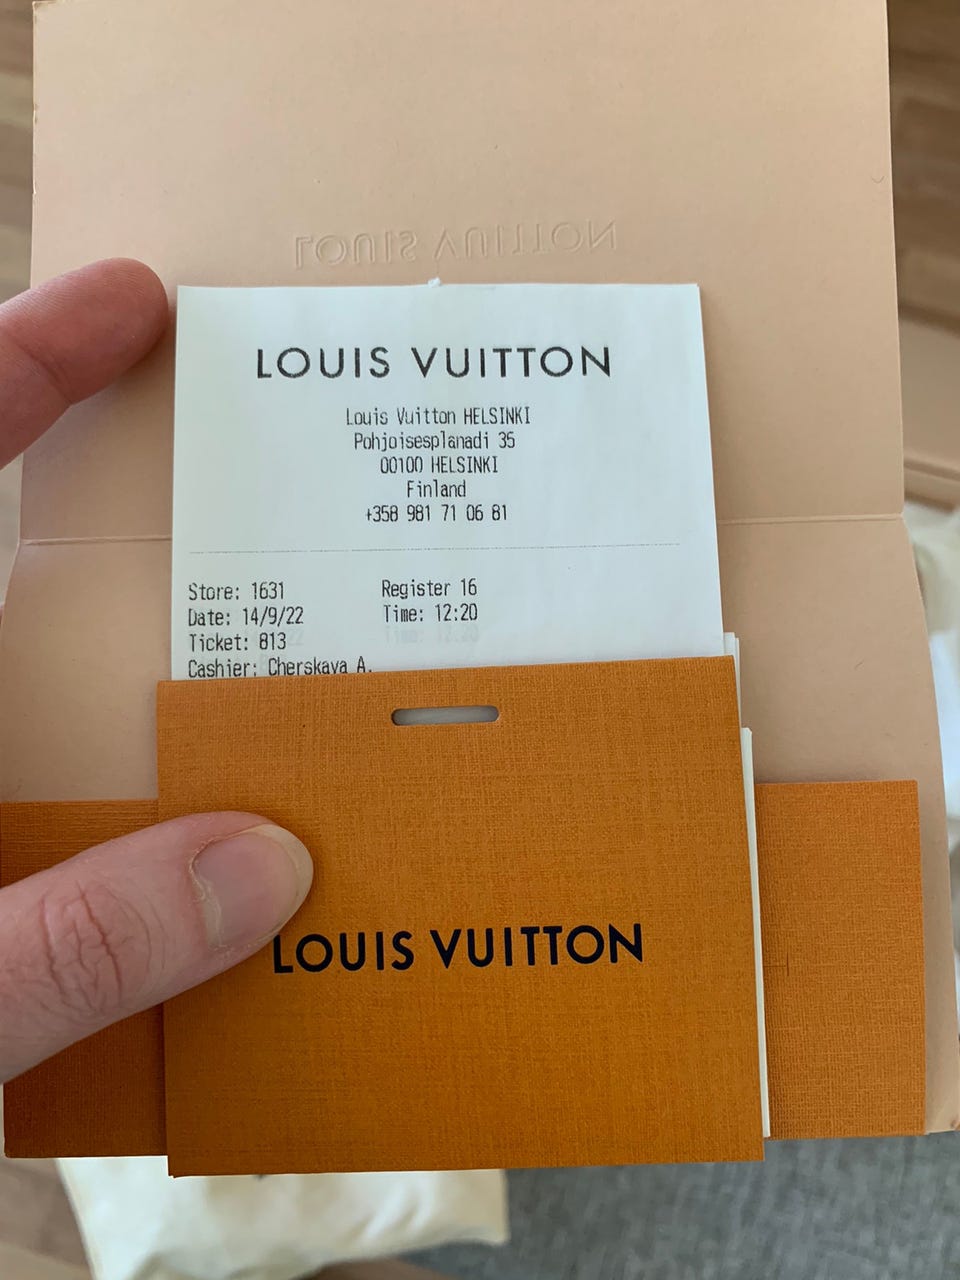 LOUIS VUITTON
LOUIS VUITTON
Louis Vuitton HELSINKI
Pohjoisesplanadi 35
00100 HELSINKI
Finland
+358 981 71 06 81
Store: 1631 Register 16
Date: 14/9/22 Time: 12:20
Ticket: 813
Cashier: Cherskaya A.
LOUIS VUITTON